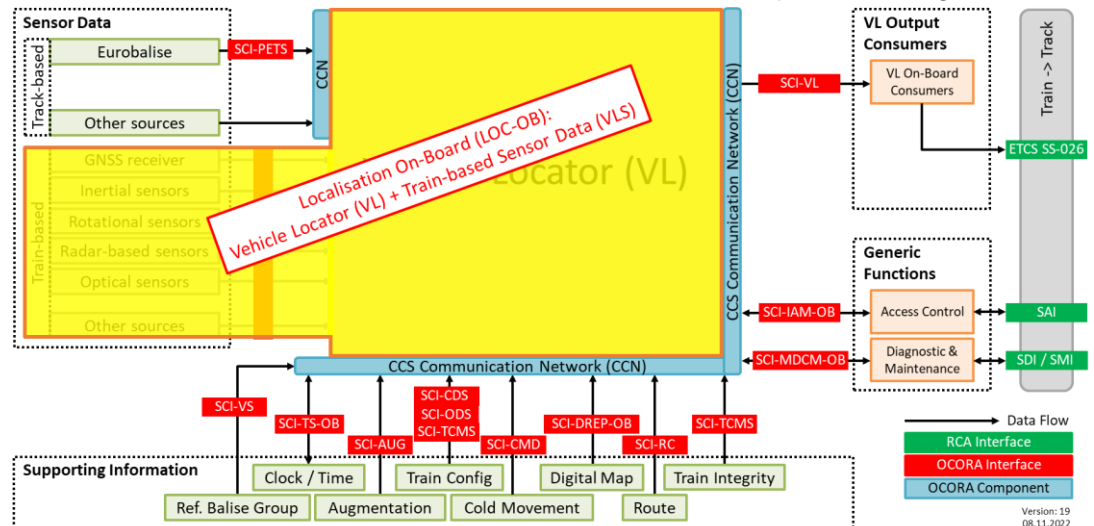 Sensor Data
Track-based
Eurobalise
SCI-PETS
CCN
Other sources
Train-based
GNSS receiver
Inertial sensors
Rotational sensors
Radar-based sensors
Optical sensors
Other sources
Localisation On-Board (LOC-OB):
Vehicle Locator (VL) + Train-based Sensor Data (VLS)
Locator (VL)
CCS Communication Network (CCN)
CCS Communication Network (CCN)
SCI-VL
VL Output
Consumers
VL On-Board
Consumers
Train -> Track
ETCS SS-026
Generic
Functions
SCI-IAM-OB
Access Control
SAI
SCI-MDCM-OB
Diagnostic &
Maintenance
SDI / SMI
SCI-VS
SCI-TS-OB
SCI-AUG
SCI-CDS
SCI-ODS
SCI-TCMS
SCI-CMD
SCI-DREP-OB
SCI-RC
SCI-TCMS
Supporting Information
Clock / Time
Train Config
Digital Map
Train Integrity
Ref. Balise Group
Augmentation
Cold Movement
Route
Data Flow
RCA Interface
OCORA Interface
OCORA Component
Version: 19
08.11.2022